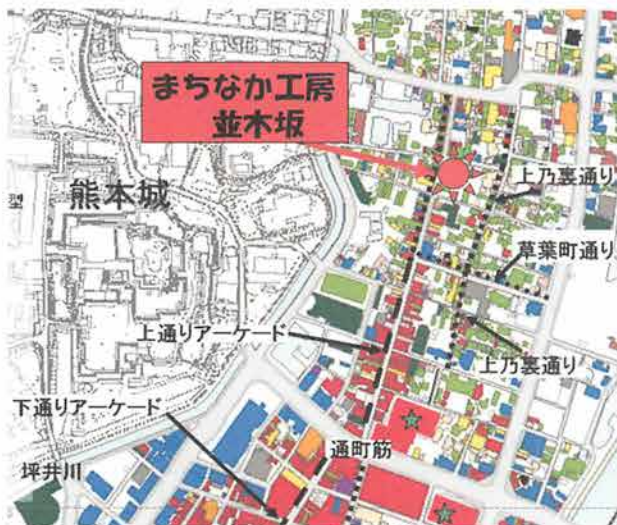 まちなか工房
並木坂
上乃裏通り
型
熊本城
草葉町通り
上通りアーケード
上乃裏通り
下通りアーケード
通町筋
坪井川